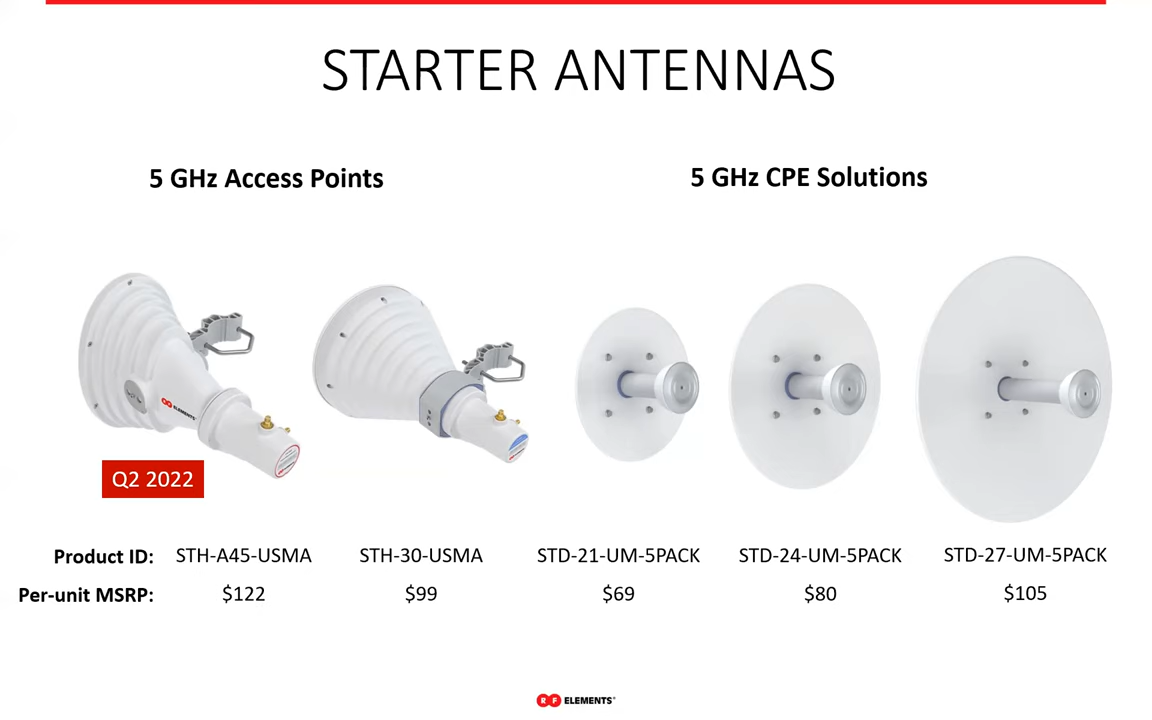 STARTER ANTENNAS
5 GHz Access Points
5 GHz CPE Solutions
RF ELEMENTS
Q2 2022
Product ID: STH-A45-USMA STH-30-USMA STD-21-UM-5PACK STD-24-UM-5PACK STD-27-UM-5PACK
Per-unit MSRP: $122 $99 $69 $80 $105
RF ELEMENTS